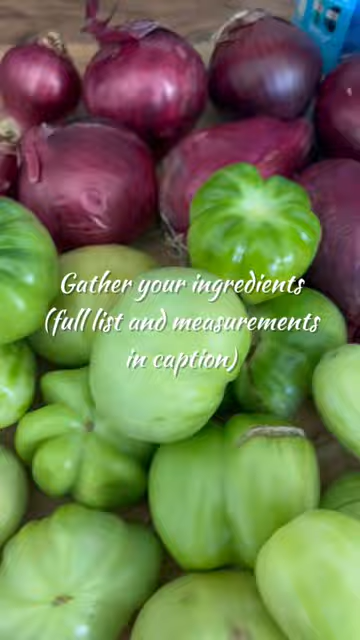 Gather your ingredients
(full list and measurements
in caption)